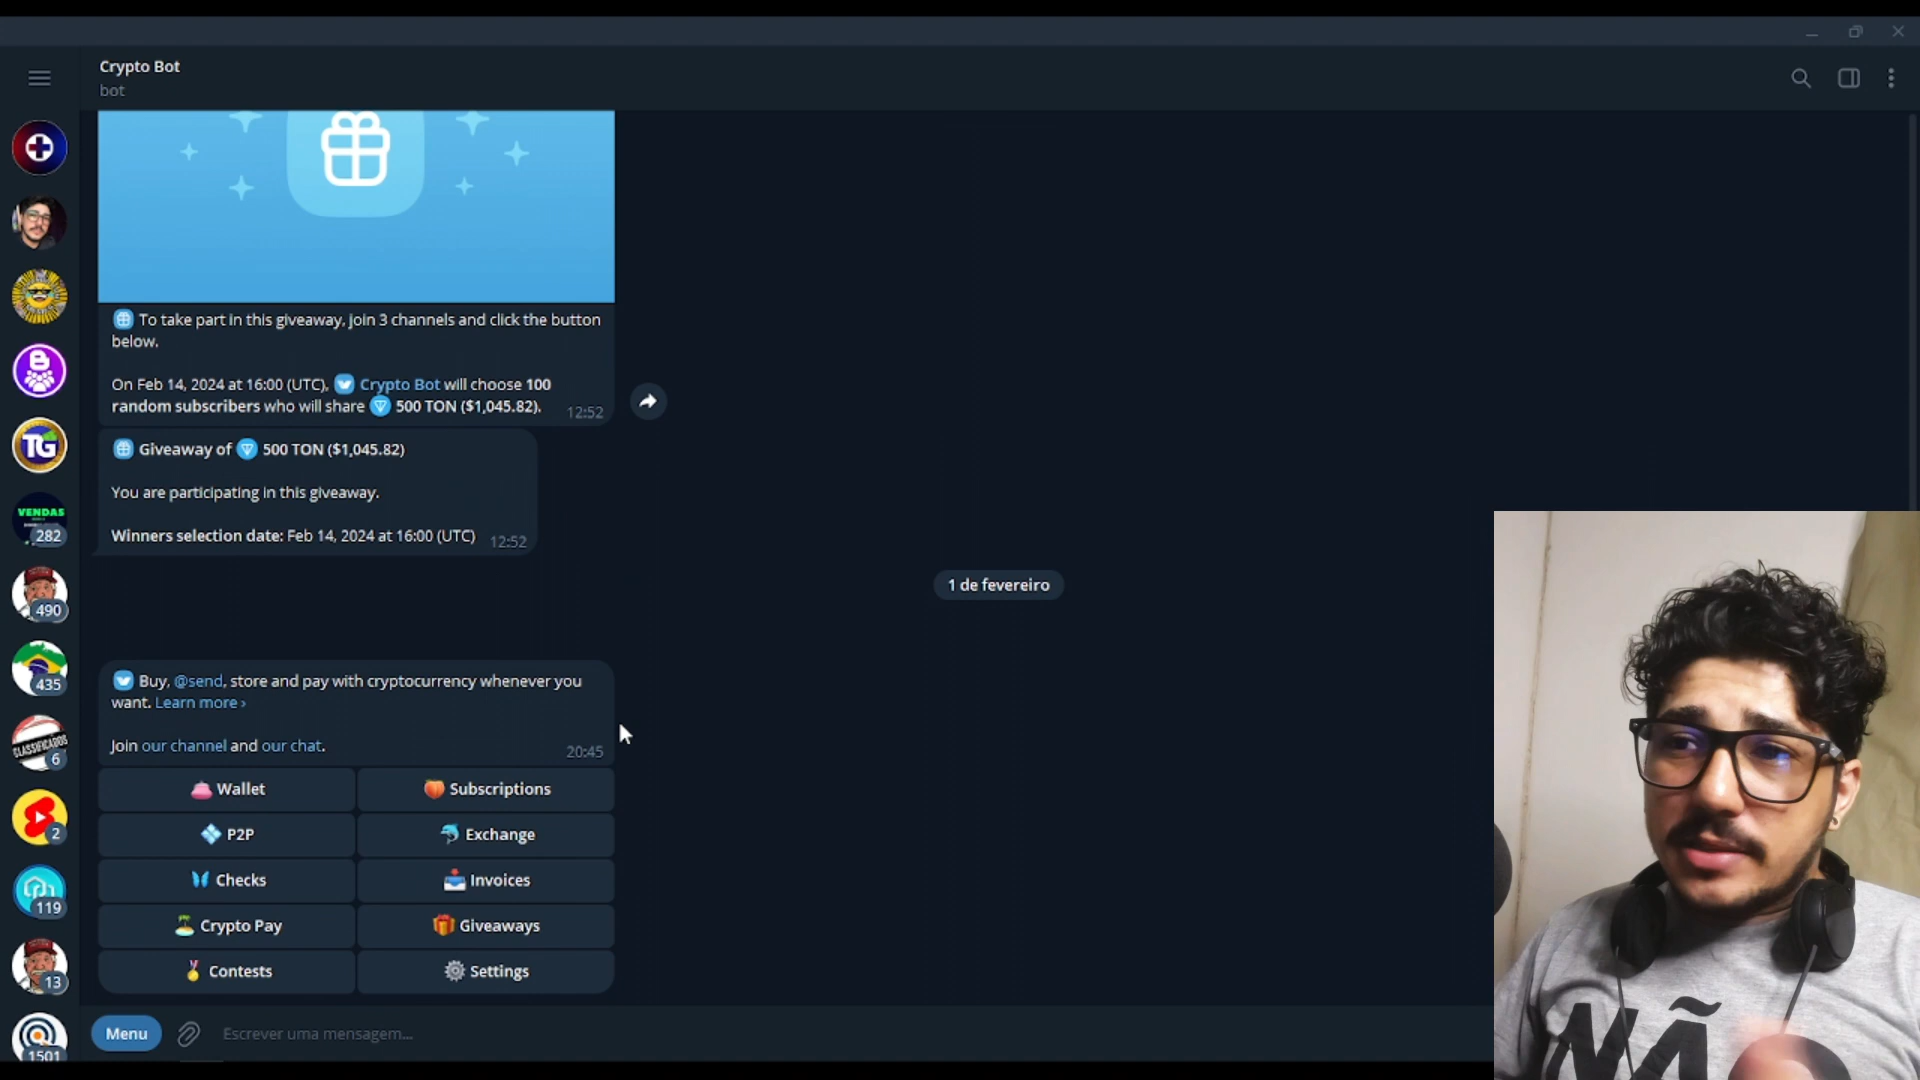 Crypto Bot
bot
To take part in this giveaway, join 3 channels and click the button
below.
On Feb 14, 2024 at 16:00 (UTC), Crypto Bot will choose 100
random subscribers who will share 500 TON ($1,045.82).
12:52
Giveaway of 500 TON ($1,045.82)
You are participating in this giveaway.
Winners selection date: Feb 14, 2024 at 16:00 (UTC)
12:52
1 de fevereiro
Buy, @send, store and pay with cryptocurrency whenever you
want. Learn more ›
Join our channel and our chat.
20:45
Wallet
Subscriptions
P2P
Exchange
Checks
Invoices
Crypto Pay
Giveaways
Contests
Settings
Menu
Escrever uma mensagem...
B
TG
VENDAS
282
490
435
CLASSIFICADOS
6
2
119
13
1501
NÃO